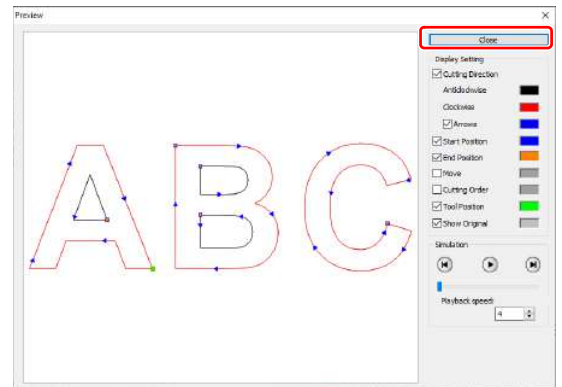 Preview
Close
Display Setting
Cutting Direction
Anticlockwise
Clockwise
Arrows
Start Position
End Position
Move
Cutting Order
Tool Position
Show Original
Simulation
Playback speed:
4
ABC